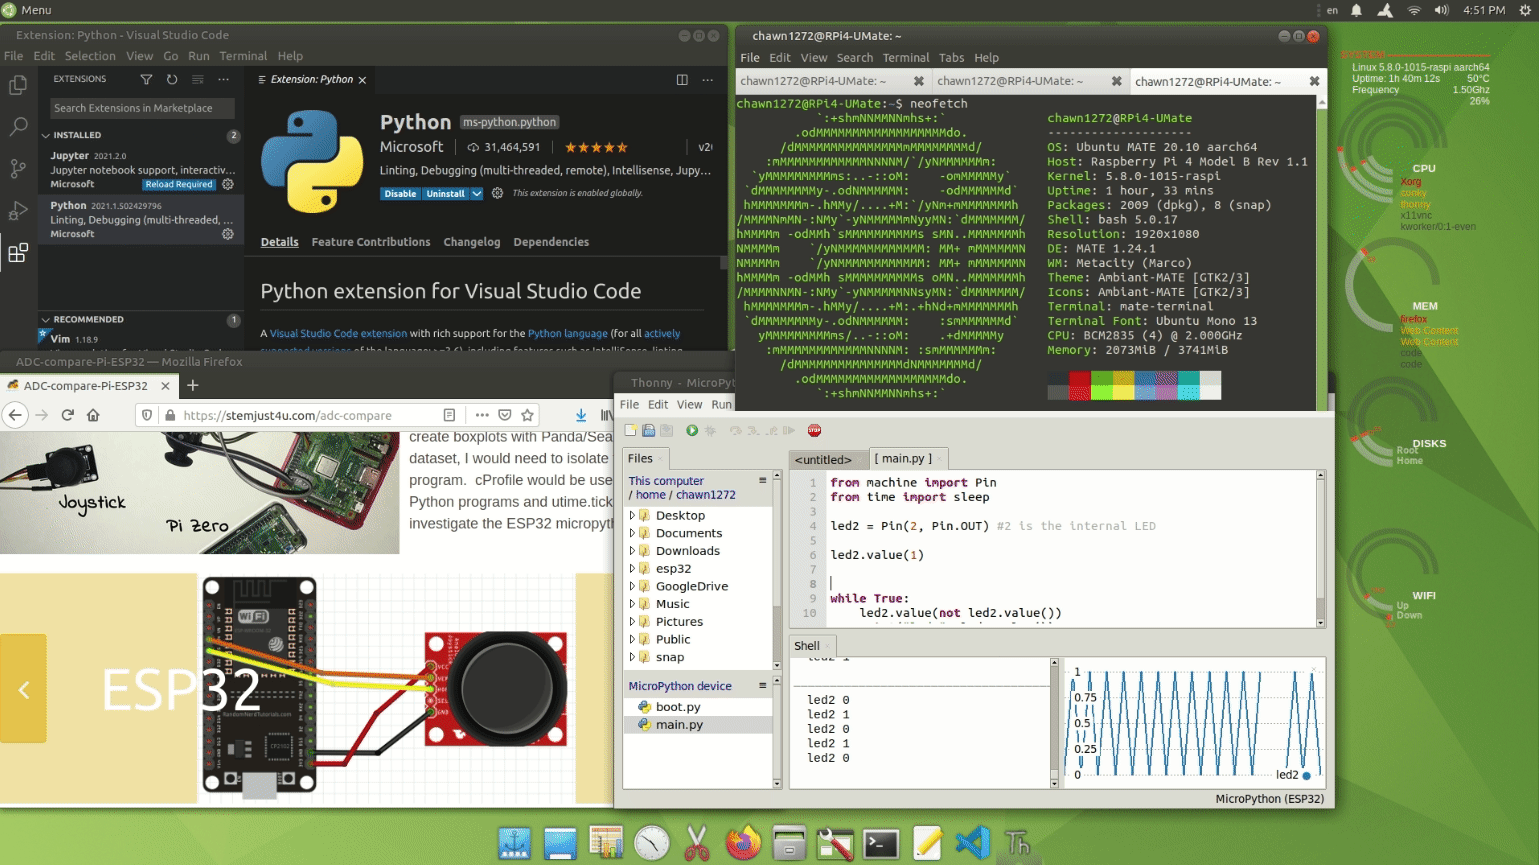 Menu
en
4:51 PM
Extension: Python - Visual Studio Code
File Edit Selection View Go Run Terminal Help
EXTENSIONS
Search Extensions in Marketplace
INSTALLED 2
Jupyter 2021.2.0
Jupyter notebook support, interactiv...
Microsoft Reload Required
Python 2021.1.502429796
Linting, Debugging (multi-threaded, ...
Microsoft
RECOMMENDED 1
Vim 1.18.9
Extension: Python
Python ms-python.python
Microsoft 31,464,591 v20
Linting, Debugging (multi-threaded, remote), Intellisense, Jupy...
Disable Uninstall This extension is enabled globally.
Details Feature Contributions Changelog Dependencies
Python extension for Visual Studio Code
A Visual Studio Code extension with rich support for the Python language (for all actively
chawn1272@RPi4-UMate: ~
File Edit View Search Terminal Tabs Help
chawn1272@RPi4-UMate: ~ chawn1272@RPi4-UMate: ~ chawn1272@RPi4-UMate: ~
chawn1272@RPi4-UMate:~$ neofetch
chawn1272@RPi4-UMate
--------------------
OS: Ubuntu MATE 20.10 aarch64
Host: Raspberry Pi 4 Model B Rev 1.1
Kernel: 5.8.0-1015-raspi
Uptime: 1 hour, 33 mins
Packages: 2009 (dpkg), 8 (snap)
Shell: bash 5.0.17
Resolution: 1920x1080
DE: MATE 1.24.1
WM: Metacity (Marco)
Theme: Ambiant-MATE [GTK2/3]
Icons: Ambiant-MATE [GTK2/3]
Terminal: mate-terminal
Terminal Font: Ubuntu Mono 13
CPU: BCM2835 (4) @ 2.000GHz
Memory: 2073MiB / 3741MiB
Linux 5.8.0-1015-raspi aarch64
Uptime: 1h 40m 12s 50°C
Frequency 1.50Ghz
26%
CPU
Xorg
conky
thonny
x11vnc
kworker/0:1-even
MEM
firefox
Web Content
Web Content
code
code
DISKS
Root
Home
WIFI
Up
Down
ADC-compare-Pi-ESP32 — Mozilla Firefox
ADC-compare-Pi-ESP32
https://stemjust4u.com/adc-compare
create boxplots with Panda/Sea
dataset, I would need to isolate
program. cProfile would be use
Python programs and utime.tick
investigate the ESP32 micropyth
Joystick
Pi Zero
WiFi
ESP32
RandomNerdTutorials.com
CP2102
Thonny - MicroPyt
File Edit View Run
STOP
Files
This computer
/ home / chawn1272
Desktop
Documents
Downloads
esp32
GoogleDrive
Music
Pictures
Public
snap
MicroPython device
boot.py
main.py
<untitled> [ main.py ]
1 from machine import Pin
2 from time import sleep
3
4 led2 = Pin(2, Pin.OUT) #2 is the internal LED
5
6 led2.value(1)
7
8
9 while True:
10 led2.value(not led2.value())
Shell
led2 1
led2 0
led2 1
led2 0
led2 1
led2 0
1
0.75
0.5
0.25
0
led2
MicroPython (ESP32)
Th